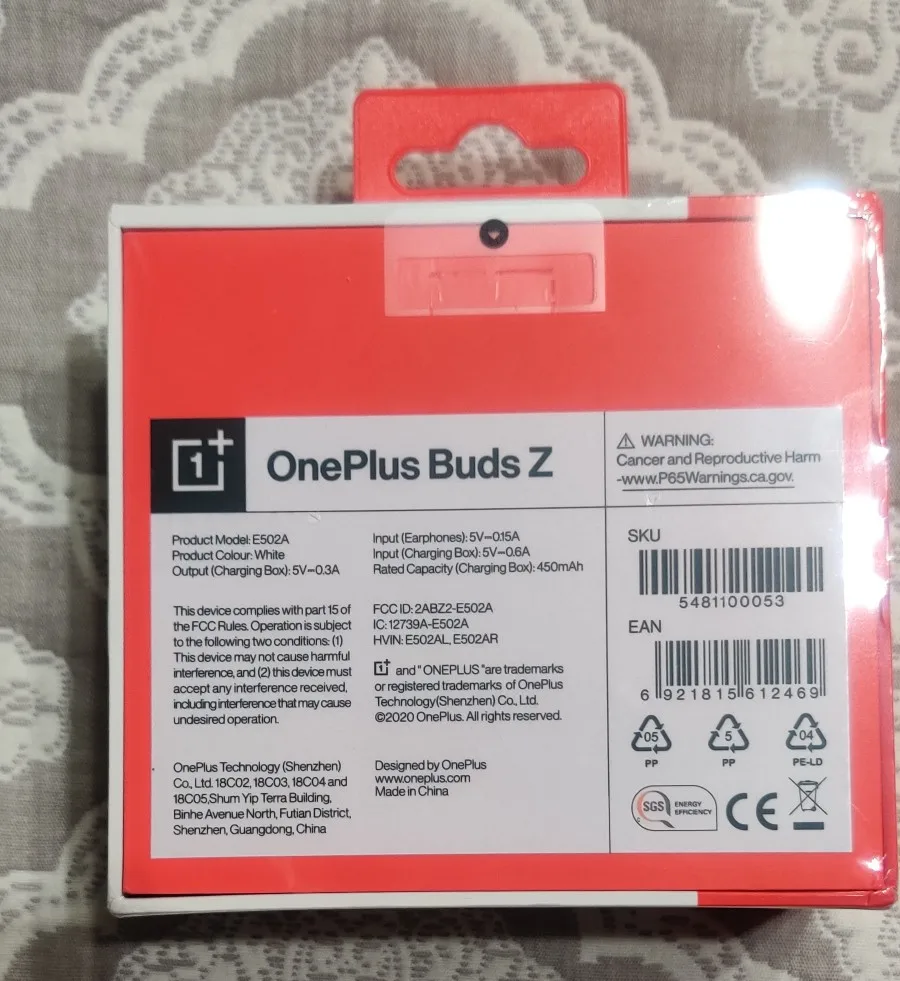 1+
OnePlus Buds Z
WARNING:
Cancer and Reproductive Harm
-www.P65Warnings.ca.gov.
Product Model: E502A
Product Colour: White
Output (Charging Box): 5V⎓0.3A
Input (Earphones): 5V⎓0.15A
Input (Charging Box): 5V⎓0.6A
Rated Capacity (Charging Box): 450mAh
This device complies with part 15 of
the FCC Rules. Operation is subject
to the following two conditions: (1)
This device may not cause harmful
interference, and (2) this device must
accept any interference received,
including interference that may cause
undesired operation.
FCC ID: 2ABZ2-E502A
IC: 12739A-E502A
HVIN: E502AL, E502AR
1+ and " ONEPLUS "are trademarks
or registered trademarks of OnePlus
Technology(Shenzhen) Co., Ltd.
©2020 OnePlus. All rights reserved.
OnePlus Technology (Shenzhen)
Co., Ltd. 18C02, 18C03, 18C04 and
18C05,Shum Yip Terra Building,
Binhe Avenue North, Futian District,
Shenzhen, Guangdong, China
Designed by OnePlus
www.oneplus.com
Made in China
SKU
5481100053
EAN
6 921815 612469
05
PP
5
PP
04
PE-LD
SGS
ENERGY
EFFICIENCY
CE